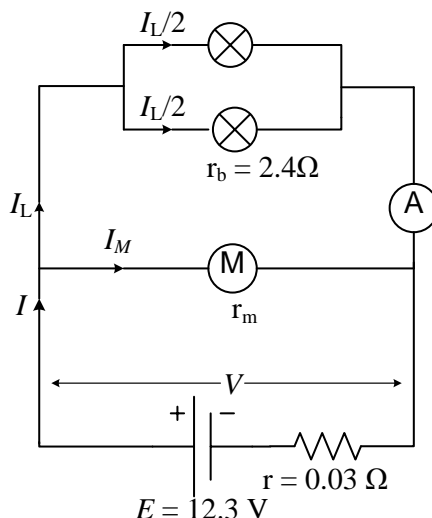 I_L/2
I_L/2
r_b = 2.4Ω
A
I_L
I_M
M
I
r_m
V
+ −
r = 0.03 Ω
E = 12.3 V